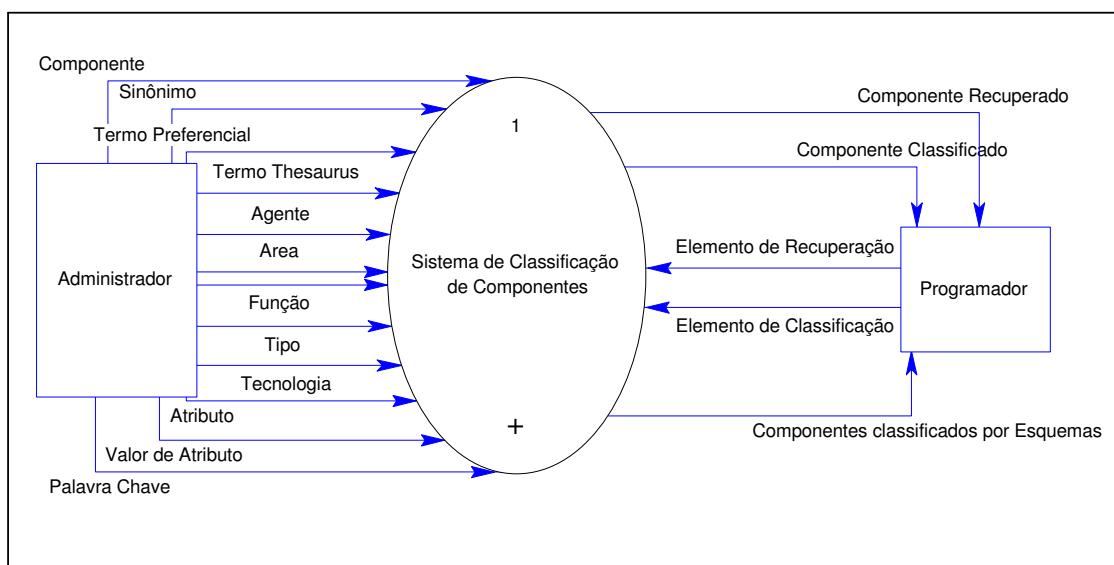 Componente
Sinônimo
Termo Preferencial
Termo Thesaurus
Agente
Area
Função
Tipo
Tecnologia
Atributo
Valor de Atributo
Palavra Chave
Administrador
1
Sistema de Classificação
de Componentes
+
Componente Recuperado
Componente Classificado
Elemento de Recuperação
Elemento de Classificação
Programador
Componentes classificados por Esquemas